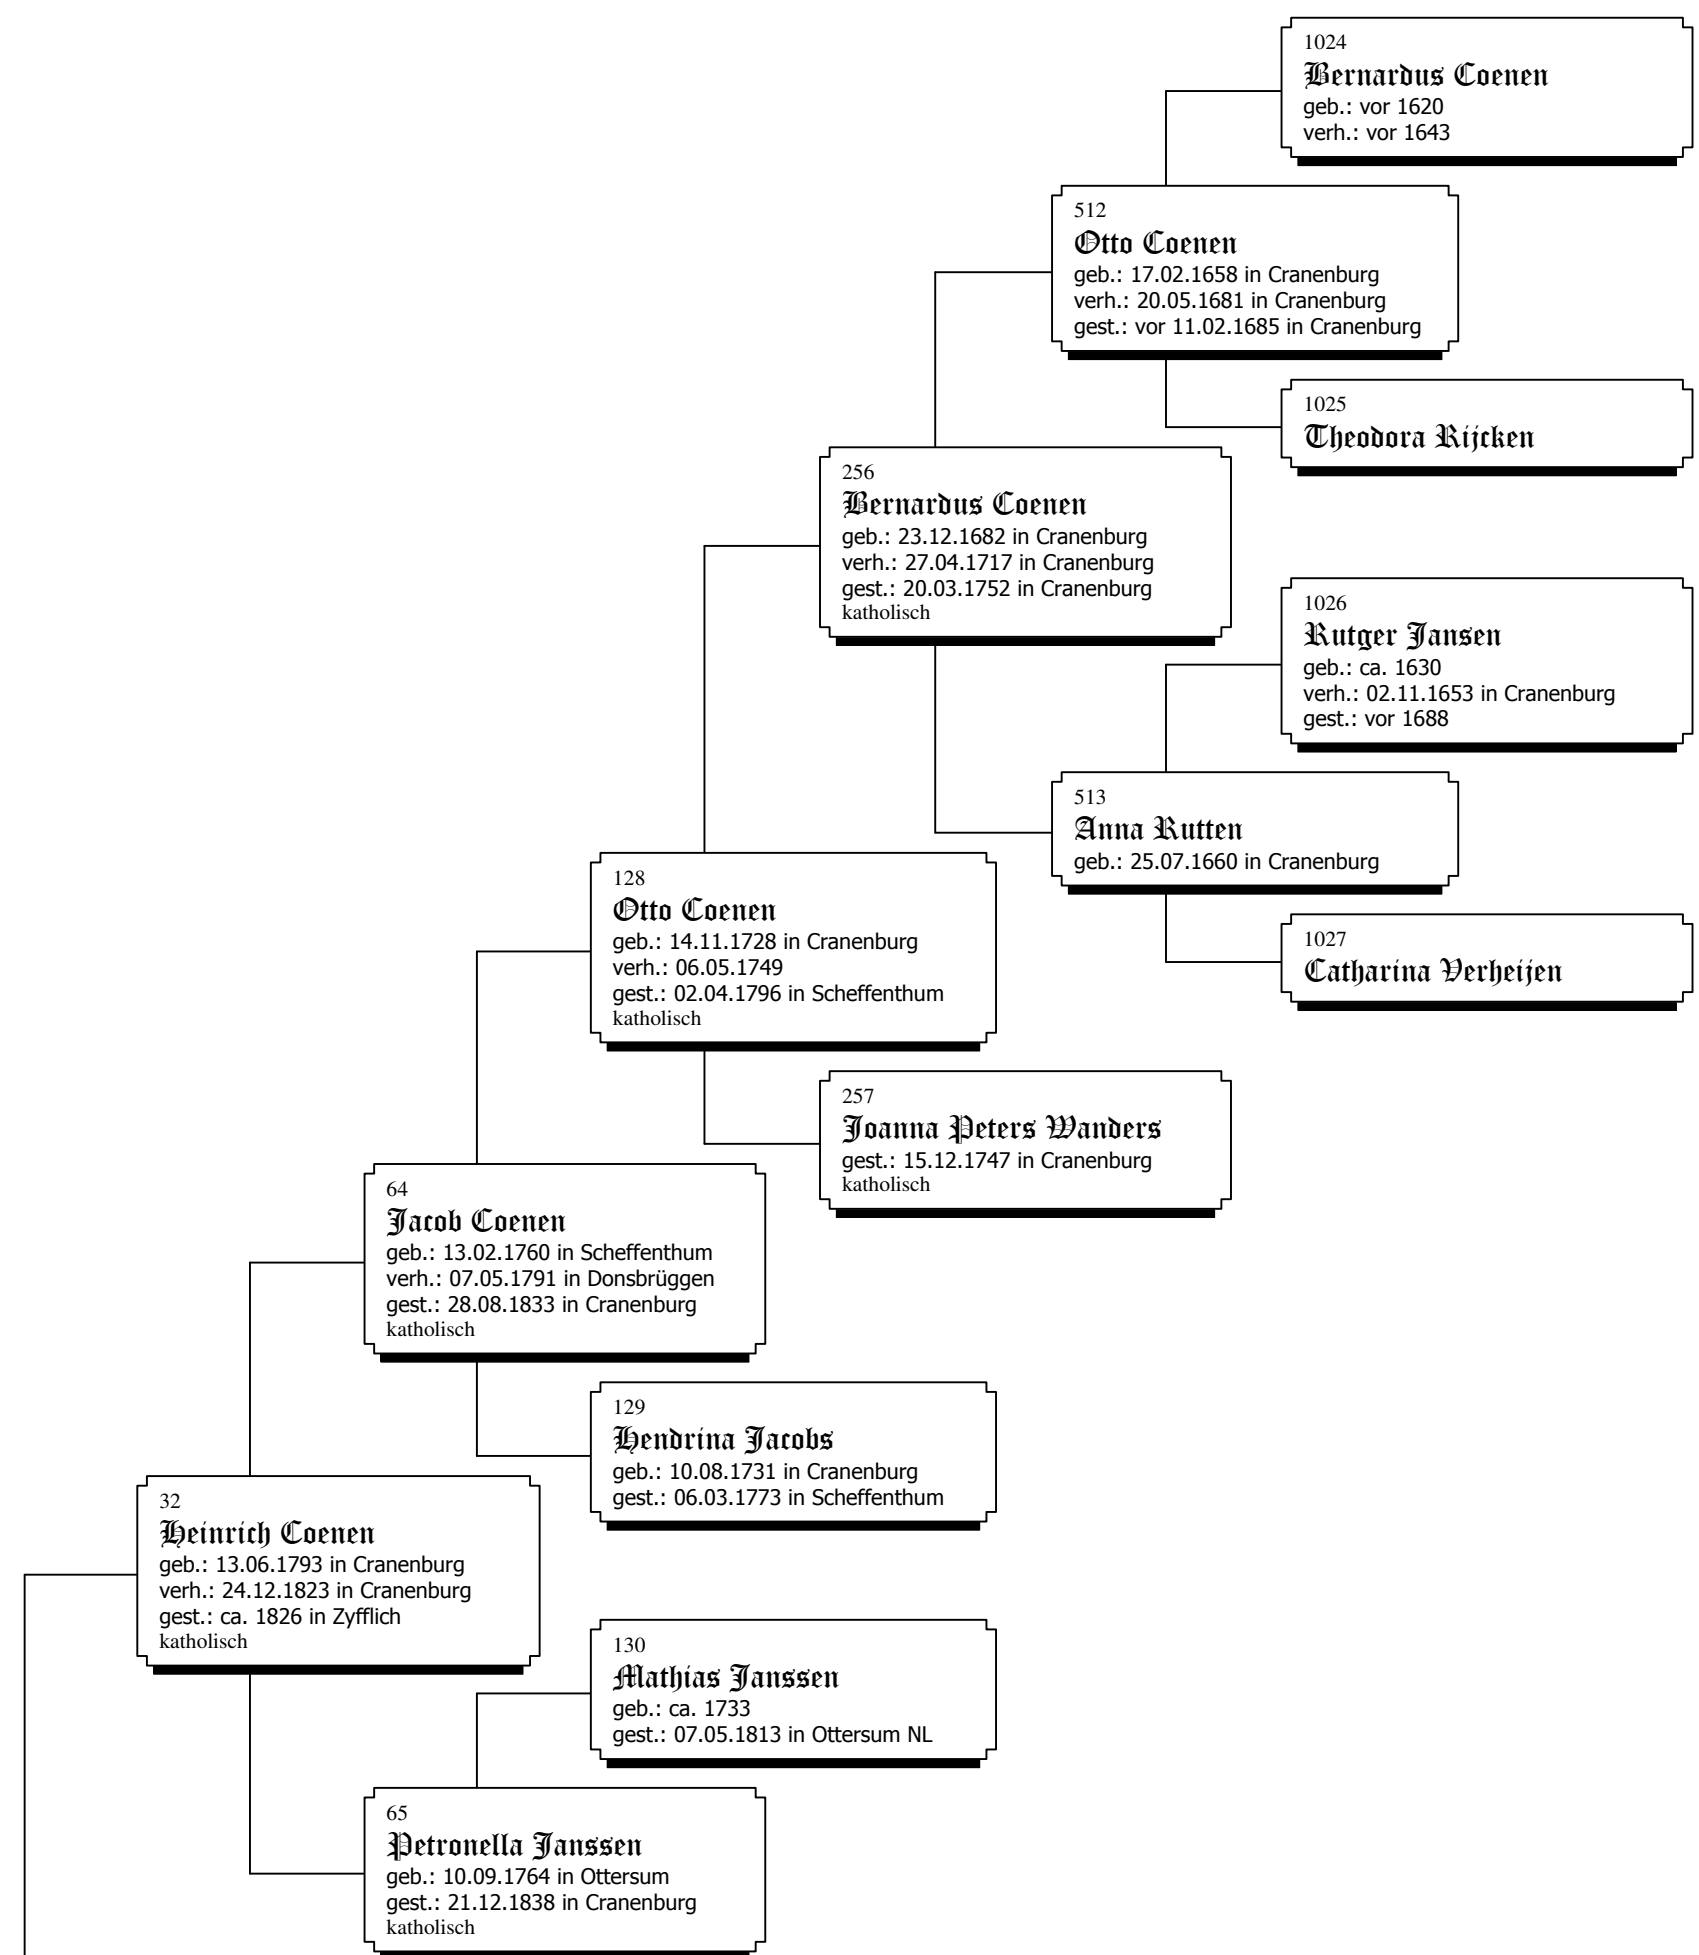 1024
Bernardus Coenen
geb.: vor 1620
verh.: vor 1643
512
Otto Coenen
geb.: 17.02.1658 in Cranenburg
verh.: 20.05.1681 in Cranenburg
gest.: vor 11.02.1685 in Cranenburg
1025
Theodora Rijcken
256
Bernardus Coenen
geb.: 23.12.1682 in Cranenburg
verh.: 27.04.1717 in Cranenburg
gest.: 20.03.1752 in Cranenburg
katholisch
1026
Rutger Jansen
geb.: ca. 1630
verh.: 02.11.1653 in Cranenburg
gest.: vor 1688
513
Anna Rutten
geb.: 25.07.1660 in Cranenburg
128
Otto Coenen
geb.: 14.11.1728 in Cranenburg
verh.: 06.05.1749
gest.: 02.04.1796 in Scheffenthum
katholisch
1027
Catharina Verheijen
257
Joanna Peters Wanders
gest.: 15.12.1747 in Cranenburg
katholisch
64
Jacob Coenen
geb.: 13.02.1760 in Scheffenthum
verh.: 07.05.1791 in Donsbrüggen
gest.: 28.08.1833 in Cranenburg
katholisch
129
Hendrina Jacobs
geb.: 10.08.1731 in Cranenburg
gest.: 06.03.1773 in Scheffenthum
32
Heinrich Coenen
geb.: 13.06.1793 in Cranenburg
verh.: 24.12.1823 in Cranenburg
gest.: ca. 1826 in Zyfflich
katholisch
130
Mathias Janssen
geb.: ca. 1733
gest.: 07.05.1813 in Ottersum NL
65
Petronella Janssen
geb.: 10.09.1764 in Ottersum
gest.: 21.12.1838 in Cranenburg
katholisch